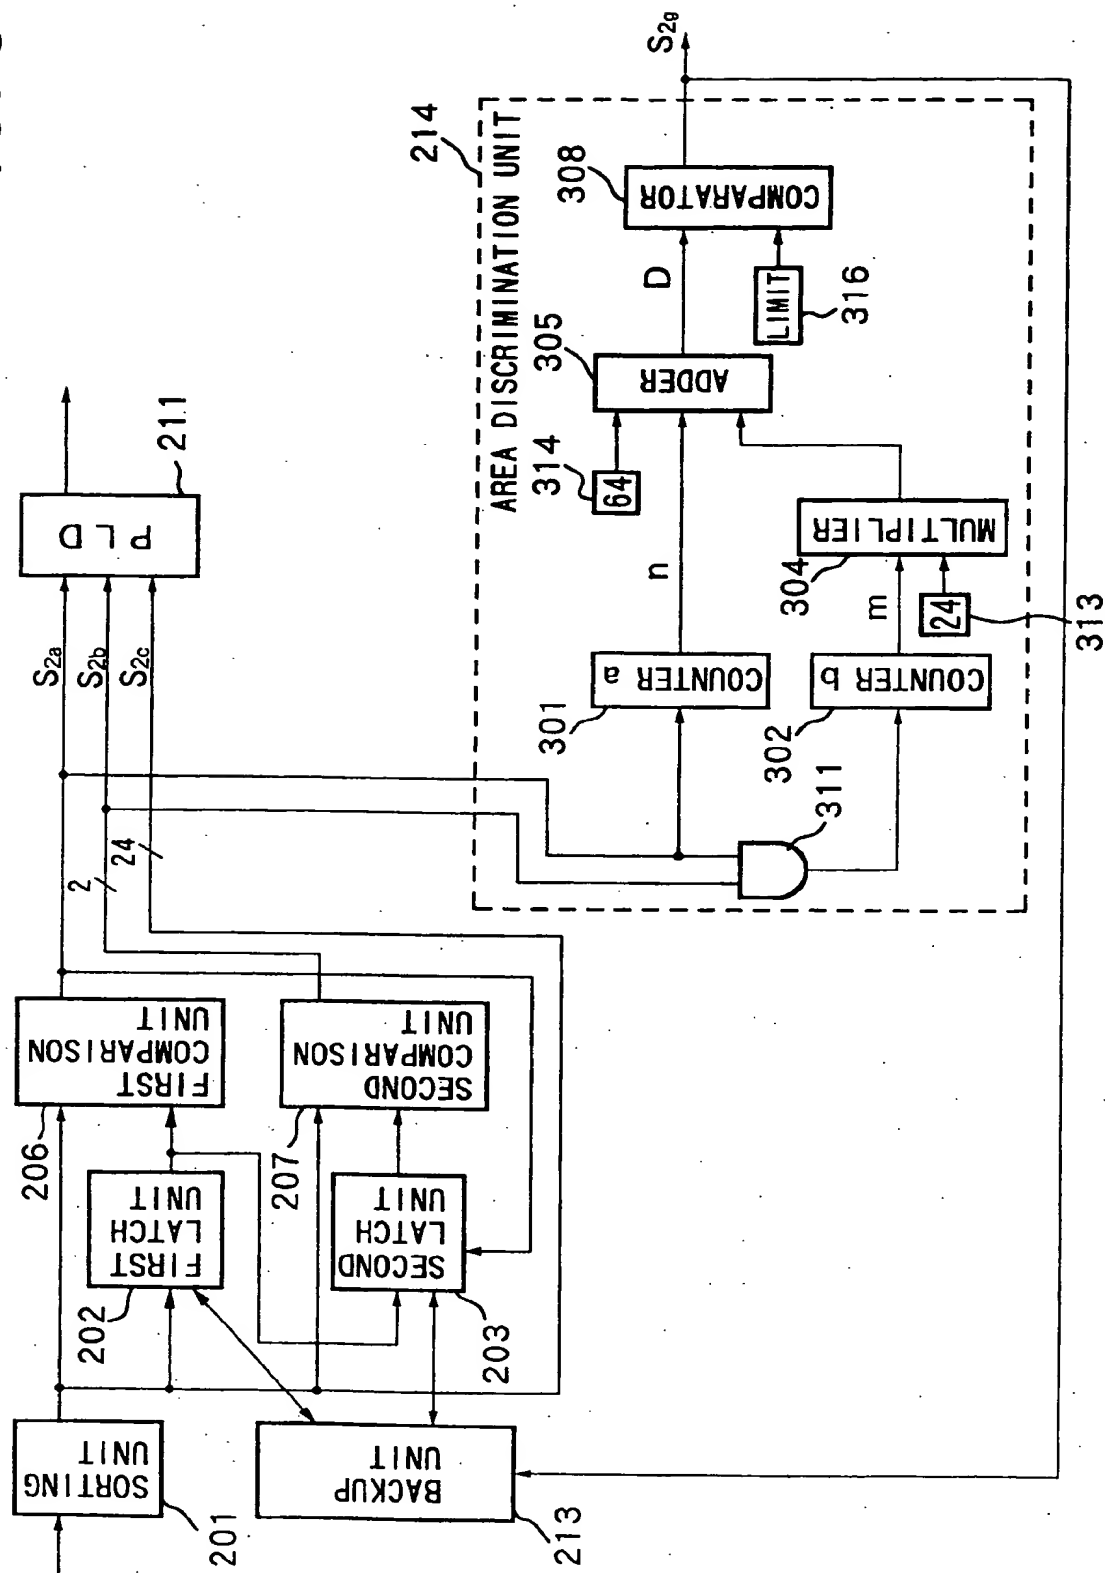 S2g
214
AREA DISCRIMINATION UNIT
308
COMPARATOR
D
LIMIT
316
305
ADDER
314
64
211
PLD
n
MULTIPLIER
304
m
24
313
S2a
S2b
S2c
COUNTER a
301
COUNTER b
302
311
2
24
FIRST
COMPARISON
UNIT
206
SECOND
COMPARISON
UNIT
207
FIRST
LATCH
UNIT
202
SECOND
LATCH
UNIT
203
SORTING
UNIT
201
BACKUP
UNIT
213